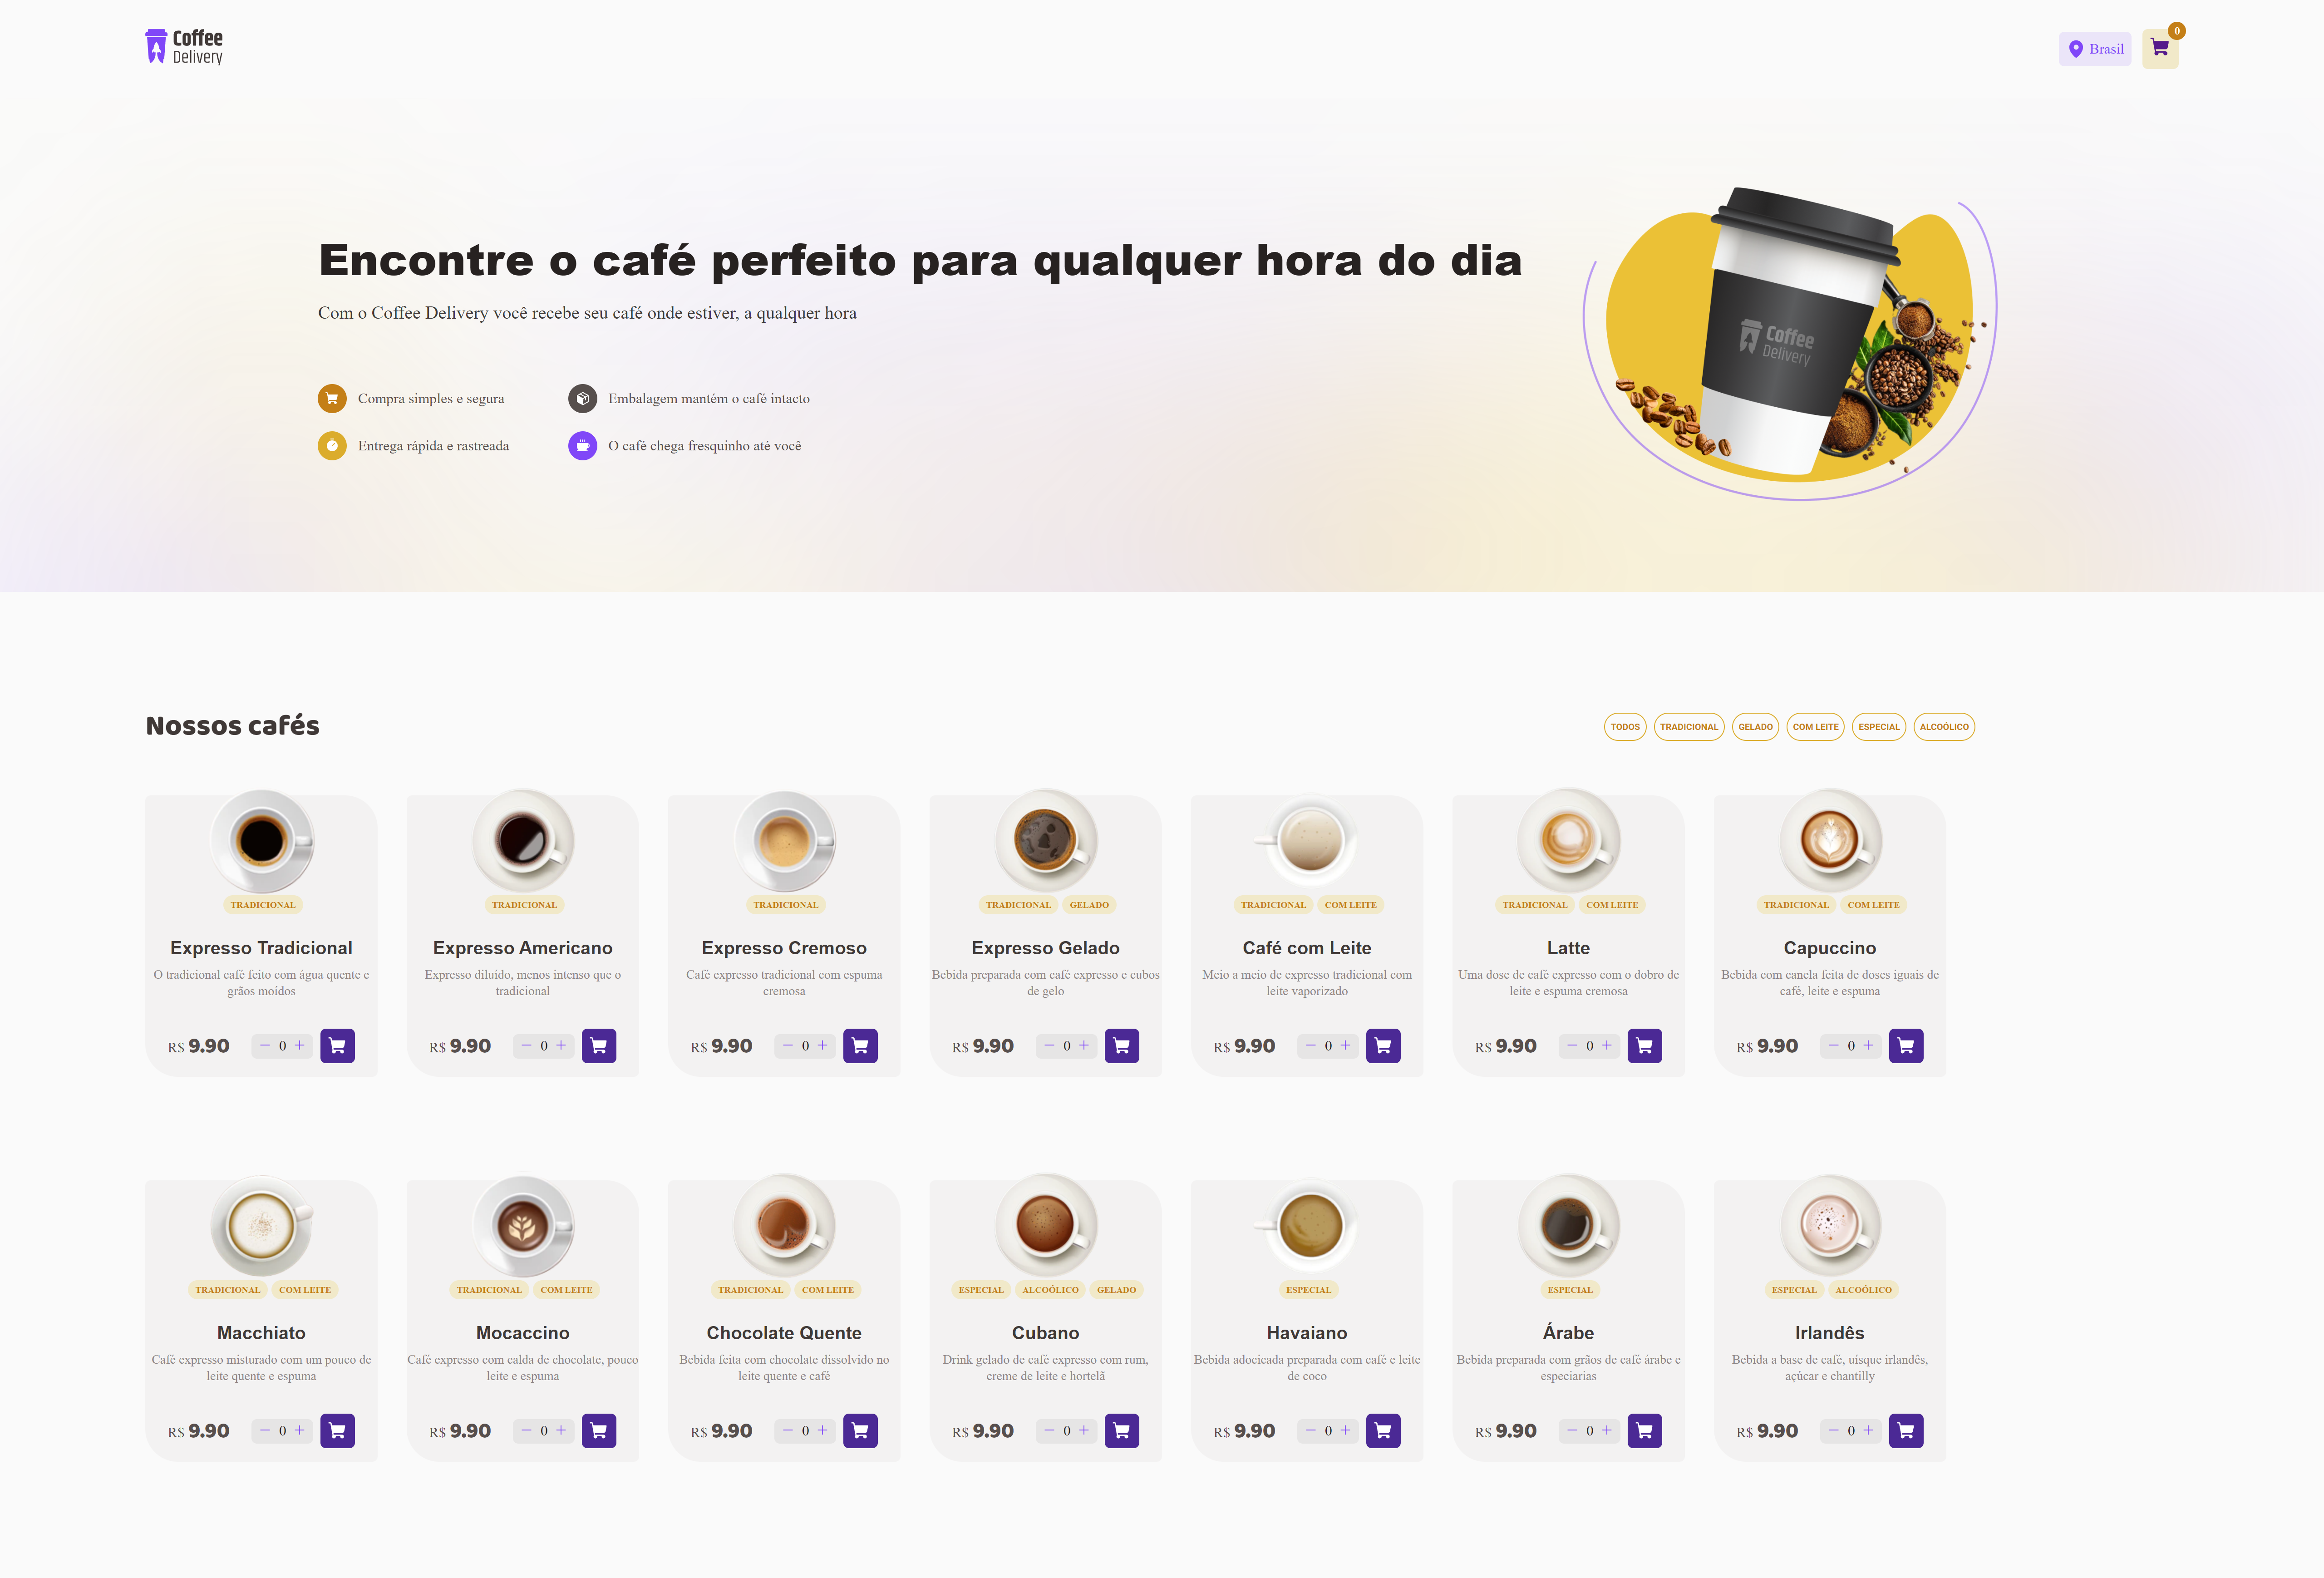 Coffee
Delivery
Brasil
0
Encontre o café perfeito para qualquer hora do dia
Com o Coffee Delivery você recebe seu café onde estiver, a qualquer hora
Compra simples e segura
Embalagem mantém o café intacto
Entrega rápida e rastreada
O café chega fresquinho até você
Coffee
Delivery
Nossos cafés
TODOS TRADICIONAL GELADO COM LEITE ESPECIAL ALCOÓLICO
TRADICIONAL
Expresso Tradicional
O tradicional café feito com água quente e
grãos moídos
R$ 9.90 − 0 +
TRADICIONAL
Expresso Americano
Expresso diluído, menos intenso que o
tradicional
R$ 9.90 − 0 +
TRADICIONAL
Expresso Cremoso
Café expresso tradicional com espuma
cremosa
R$ 9.90 − 0 +
TRADICIONAL GELADO
Expresso Gelado
Bebida preparada com café expresso e cubos
de gelo
R$ 9.90 − 0 +
TRADICIONAL COM LEITE
Café com Leite
Meio a meio de expresso tradicional com
leite vaporizado
R$ 9.90 − 0 +
TRADICIONAL COM LEITE
Latte
Uma dose de café expresso com o dobro de
leite e espuma cremosa
R$ 9.90 − 0 +
TRADICIONAL COM LEITE
Capuccino
Bebida com canela feita de doses iguais de
café, leite e espuma
R$ 9.90 − 0 +
TRADICIONAL COM LEITE
Macchiato
Café expresso misturado com um pouco de
leite quente e espuma
R$ 9.90 − 0 +
TRADICIONAL COM LEITE
Mocaccino
Café expresso com calda de chocolate, pouco
leite e espuma
R$ 9.90 − 0 +
TRADICIONAL COM LEITE
Chocolate Quente
Bebida feita com chocolate dissolvido no
leite quente e café
R$ 9.90 − 0 +
ESPECIAL ALCOÓLICO GELADO
Cubano
Drink gelado de café expresso com rum,
creme de leite e hortelã
R$ 9.90 − 0 +
ESPECIAL
Havaiano
Bebida adocicada preparada com café e leite
de coco
R$ 9.90 − 0 +
ESPECIAL
Árabe
Bebida preparada com grãos de café árabe e
especiarias
R$ 9.90 − 0 +
ESPECIAL ALCOÓLICO
Irlandês
Bebida a base de café, uísque irlandês,
açúcar e chantilly
R$ 9.90 − 0 +